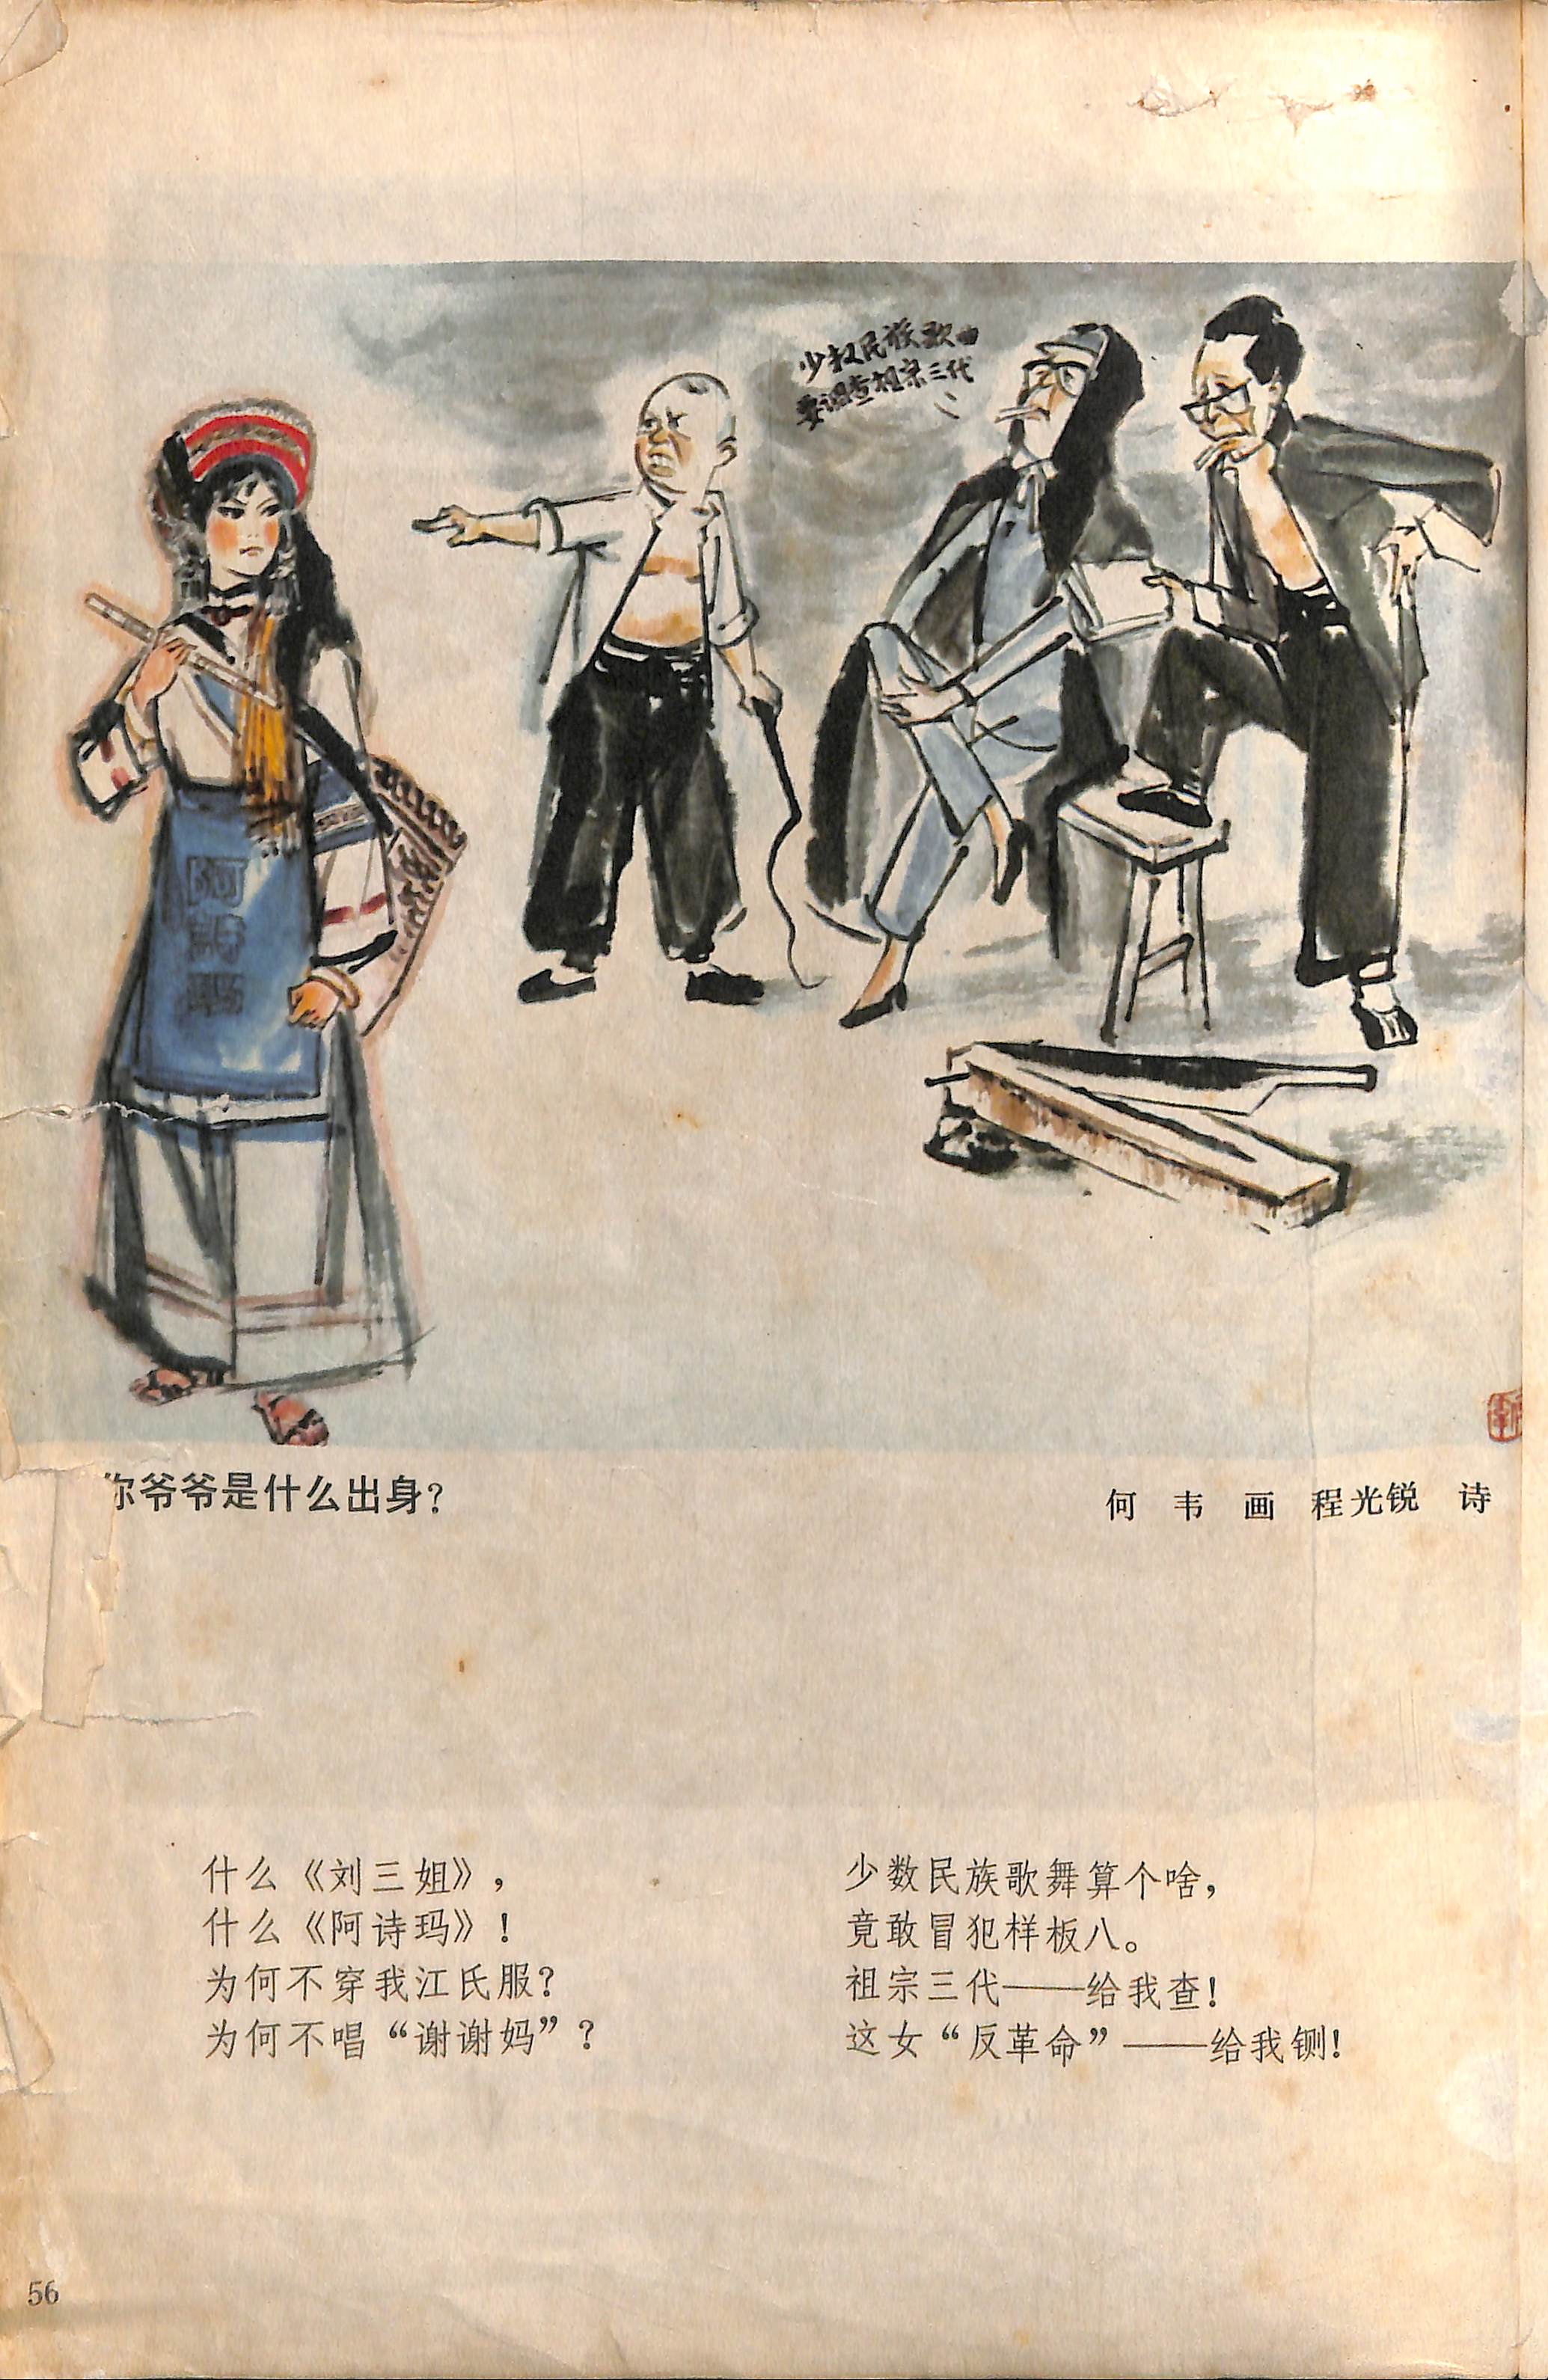 少数民族歌曲
要调查祖宗三代
阿
诗
玛
你爷爷是什么出身？
何 韦 画 程光锐 诗
什么《刘三姐》，
什么《阿诗玛》！
为何不穿我江氏服？
为何不唱“谢谢妈”？
少数民族歌舞算个啥，
竟敢冒犯样板八。
祖宗三代——给我查！
这女“反革命”——给我铡！
56